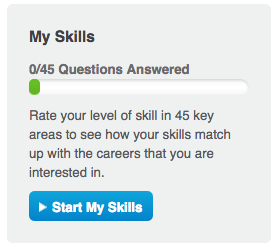 My Skills
0/45 Questions Answered
Rate your level of skill in 45 key
areas to see how your skills match
up with the careers that you are
interested in.
Start My Skills